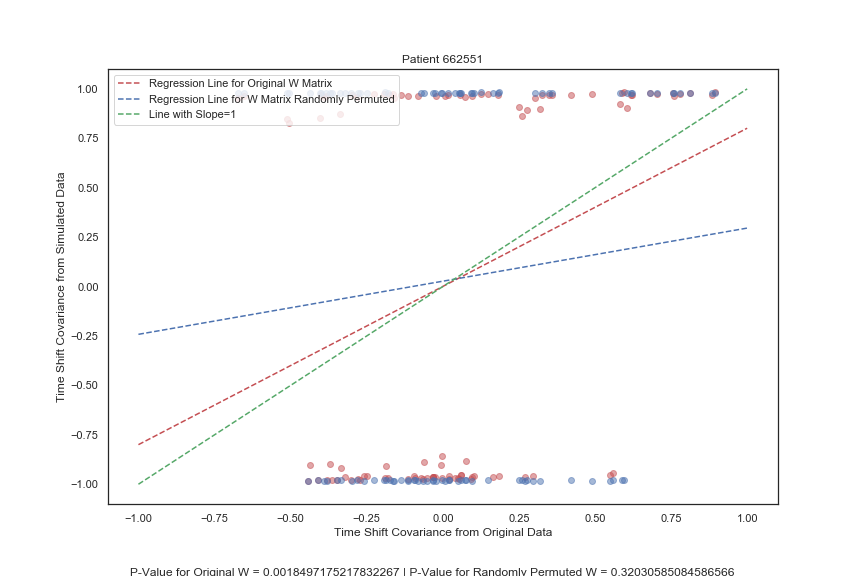 Patient 662551
Regression Line for Original W Matrix
Regression Line for W Matrix Randomly Permuted
Line with Slope=1
1.00
0.75
0.50
0.25
0.00
−0.25
−0.50
−0.75
−1.00
Time Shift Covariance from Simulated Data
−1.00 −0.75 −0.50 −0.25 0.00 0.25 0.50 0.75 1.00
Time Shift Covariance from Original Data
P-Value for Original W = 0.0018497175217832267 | P-Value for Randomly Permuted W = 0.32030585084586566